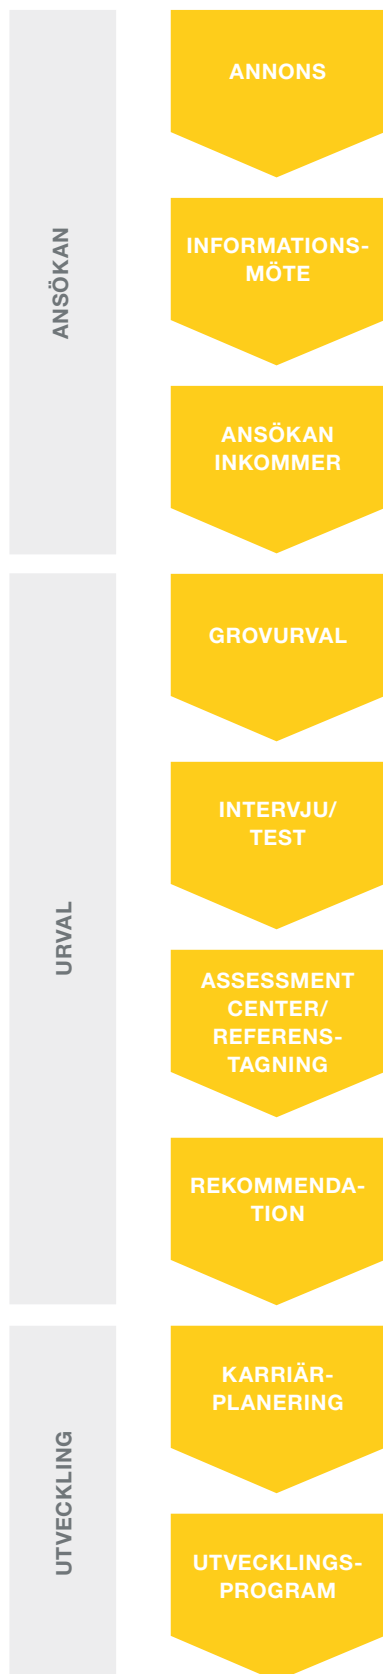 ANSÖKAN
ANNONS
INFORMATIONS-
MÖTE
ANSÖKAN
INKOMMER
URVAL
GROVURVAL
INTERVJU/
TEST
ASSESSMENT
CENTER/
REFERENS-
TAGNING
REKOMMENDA-
TION
UTVECKLING
KARRIÄR-
PLANERING
UTVECKLINGS-
PROGRAM